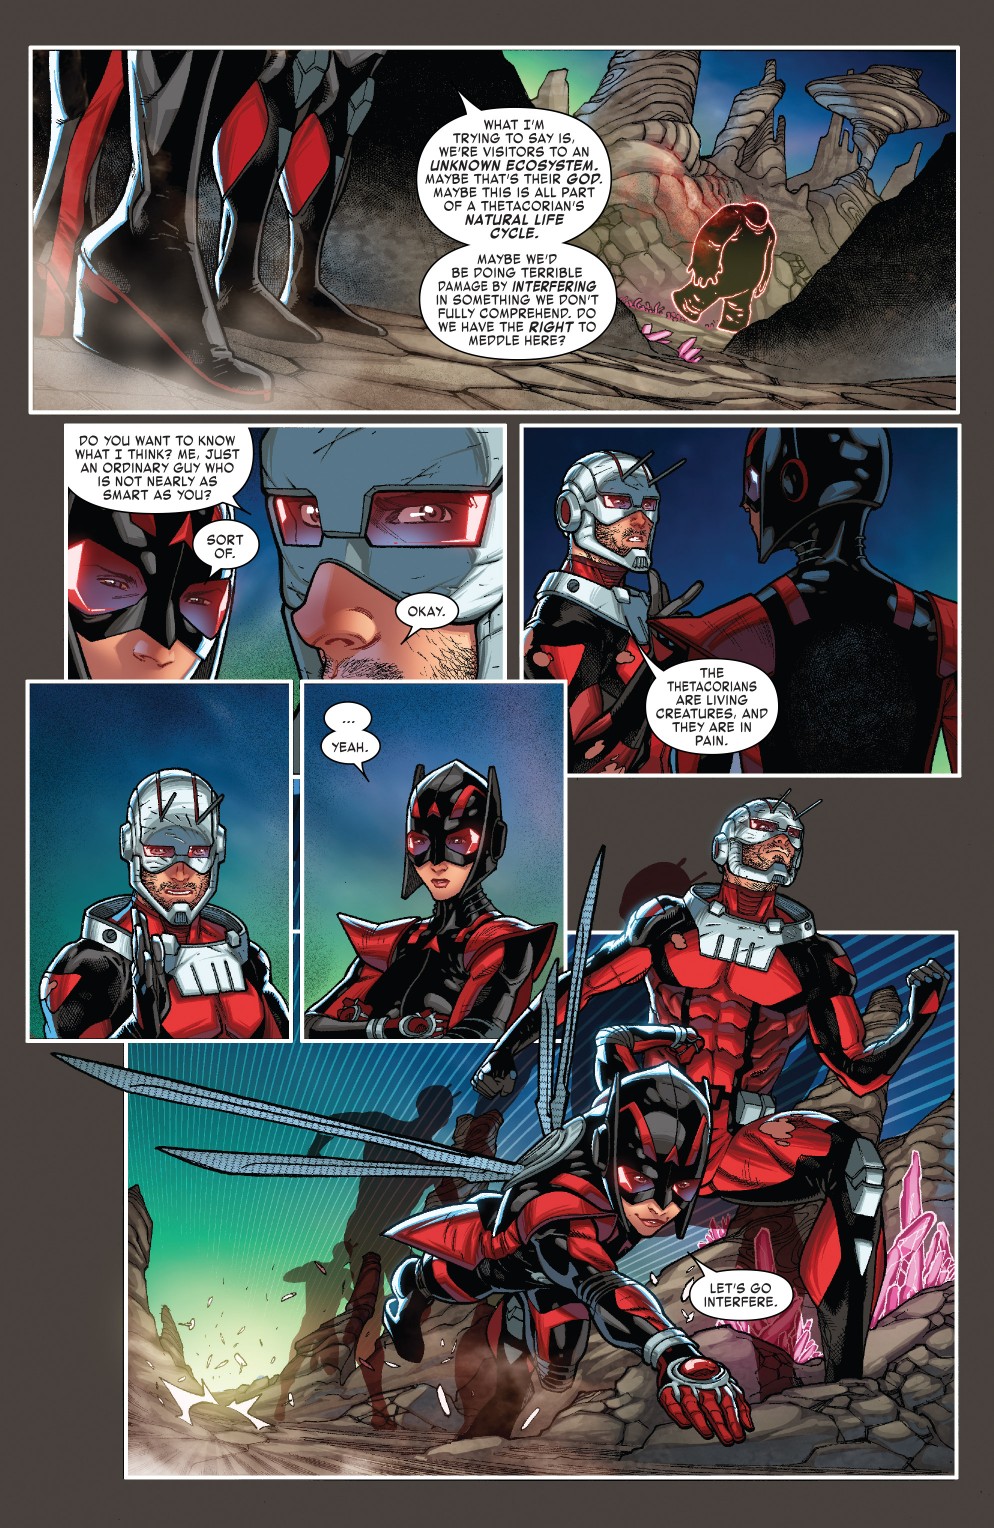 WHAT I'M
TRYING TO SAY IS,
WE'RE VISITORS TO AN
UNKNOWN ECOSYSTEM.
MAYBE THAT'S THEIR GOD.
MAYBE THIS IS ALL PART
OF A THETACORIAN'S
NATURAL LIFE
CYCLE.
MAYBE WE'D
BE DOING TERRIBLE
DAMAGE BY INTERFERING
IN SOMETHING WE DON'T
FULLY COMPREHEND. DO
WE HAVE THE RIGHT TO
MEDDLE HERE?
DO YOU WANT TO KNOW
WHAT I THINK? ME, JUST
AN ORDINARY GUY WHO
IS NOT NEARLY AS
SMART AS YOU?
SORT
OF.
OKAY.
THE
THETACORIANS
ARE LIVING
CREATURES, AND
THEY ARE IN
PAIN.
...
YEAH.
LET'S GO
INTERFERE.